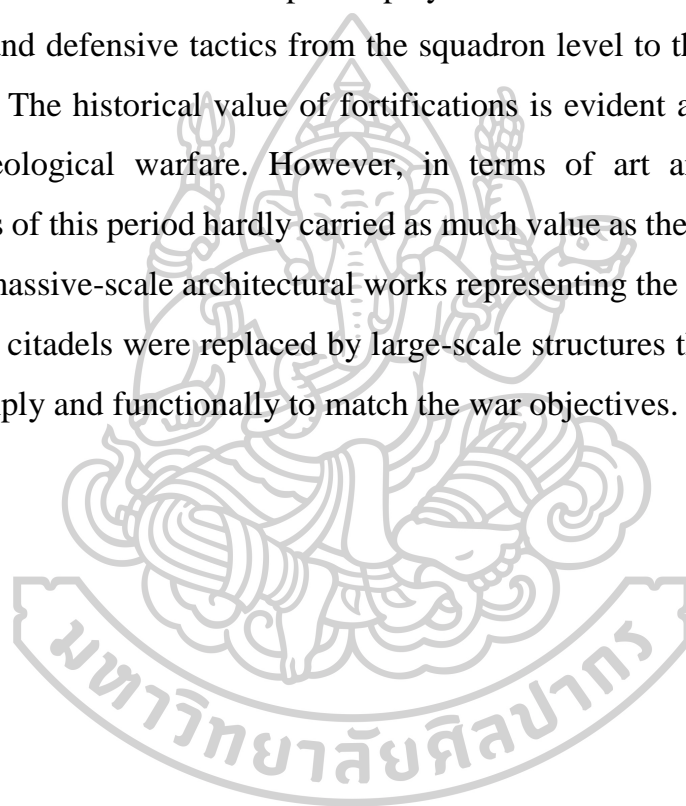 and defensive tactics from the squadron level to th
The historical value of fortifications is evident a
eological warfare. However, in terms of art a
s of this period hardly carried as much value as the
nassive-scale architectural works representing the
citadels were replaced by large-scale structures t
ply and functionally to match the war objectives.
มหาวิทยาลัยศิลปากร